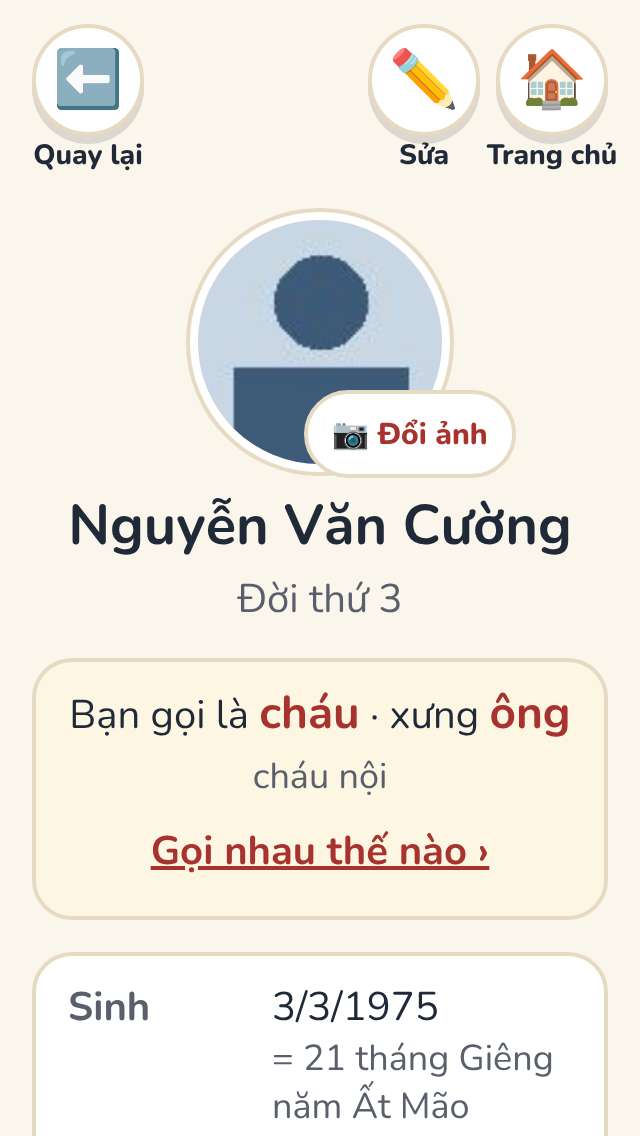 Quay lại
Sửa
Trang chủ
Đổi ảnh
Nguyễn Văn Cường
Đời thứ 3
Bạn gọi là cháu · xưng ông
cháu nội
Gọi nhau thế nào ›
Sinh
3/3/1975
= 21 tháng Giêng
năm Ất Mão